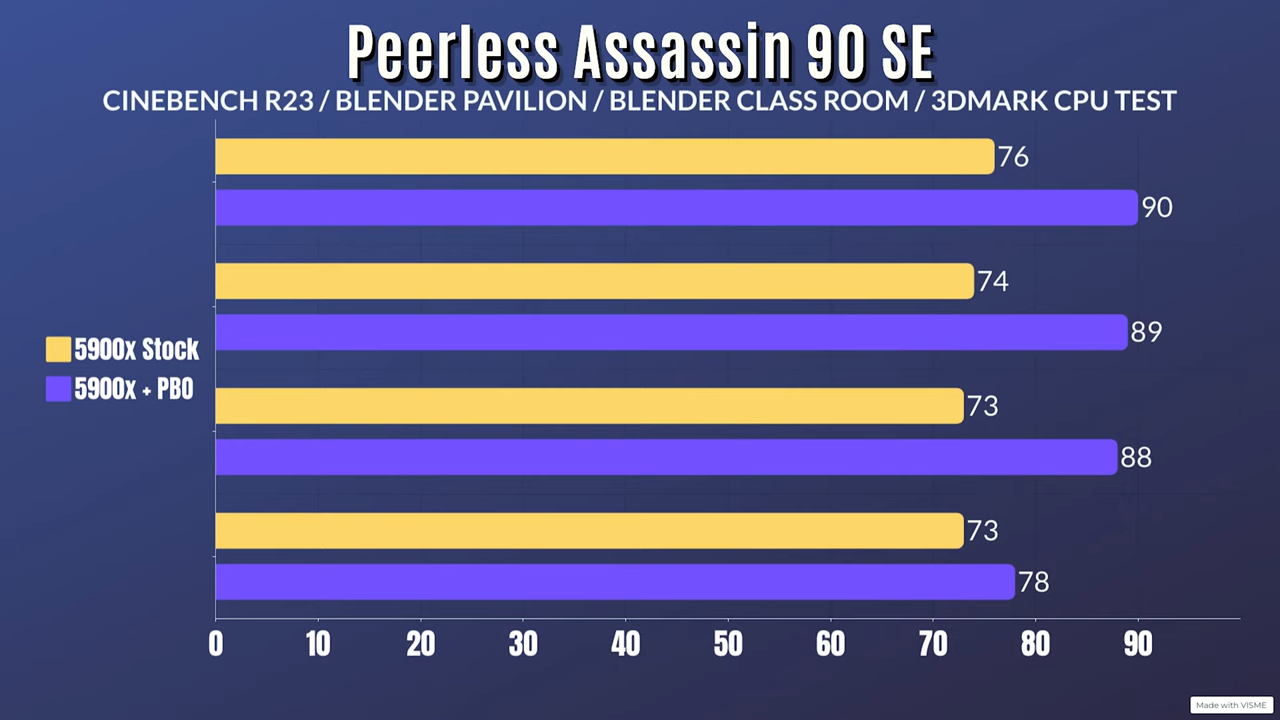 Peerless Assassin 90 SE
CINEBENCH R23 / BLENDER PAVILION / BLENDER CLASS ROOM / 3DMARK CPU TEST
76
90
74
89
5900x Stock
5900x + PBO
73
88
73
78
0 10 20 30 40 50 60 70 80 90
Made with VISME